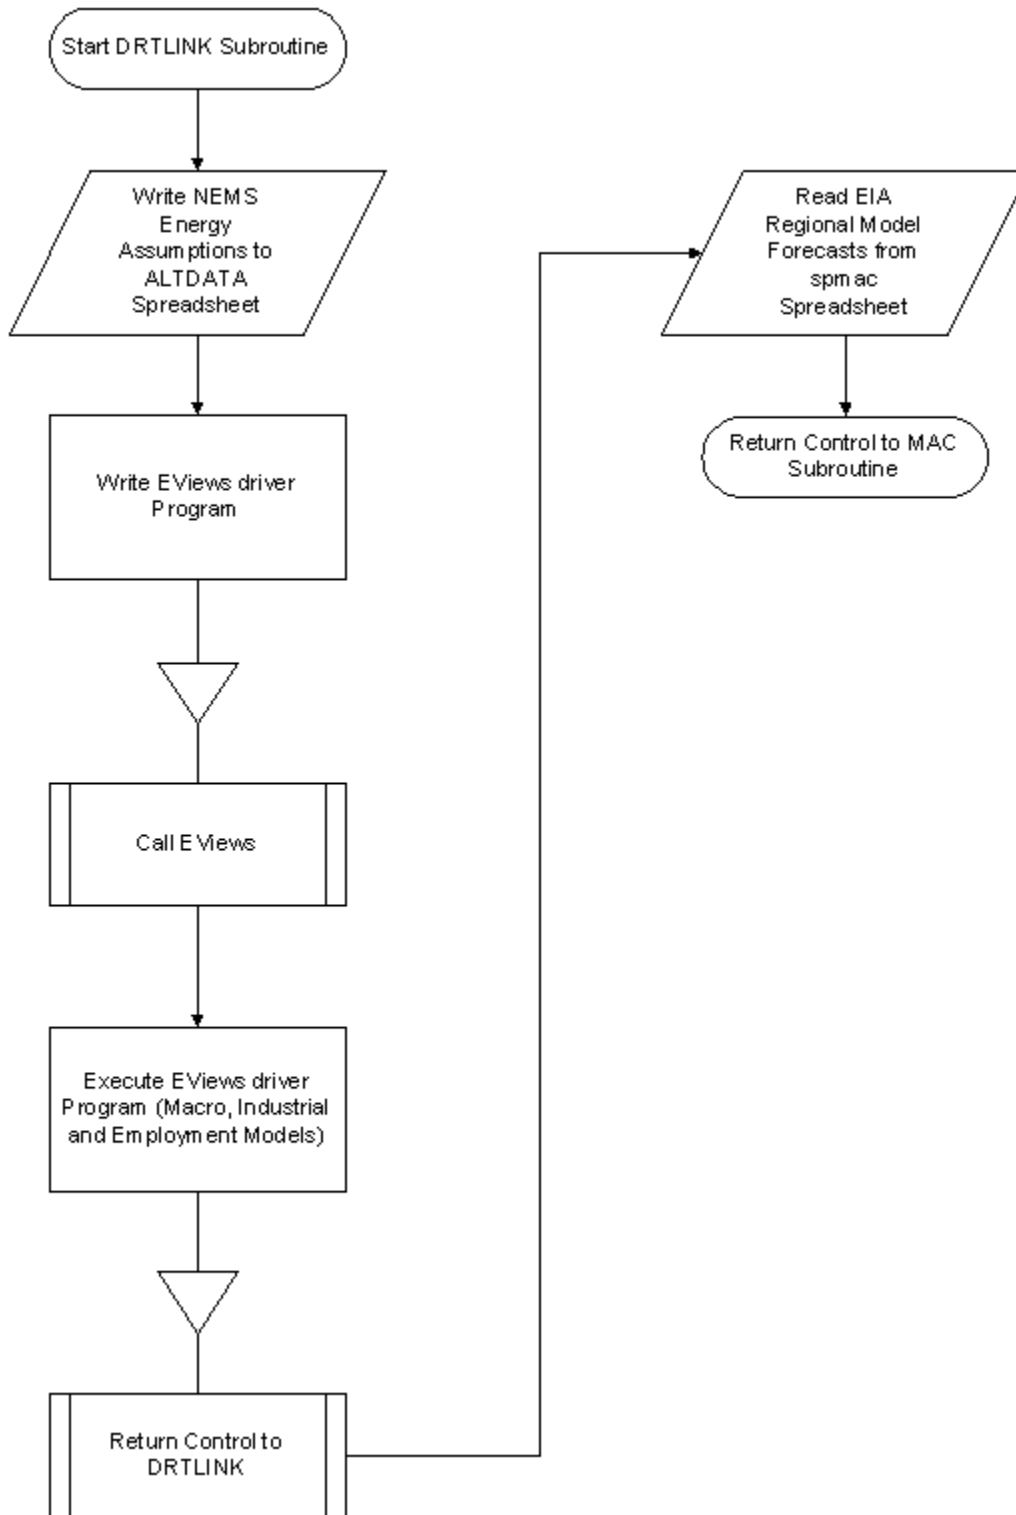 Start DRTLINK Subroutine
Write NEMS
Energy
Assumptions to
ALTDATA
Spreadsheet
Write EViews driver
Program
Call EViews
Execute EViews driver
Program (Macro, Industrial
and Employment Models)
Return Control to
DRTLINK
Read EIA
Regional Model
Forecasts from
spmac
Spreadsheet
Return Control to MAC
Subroutine